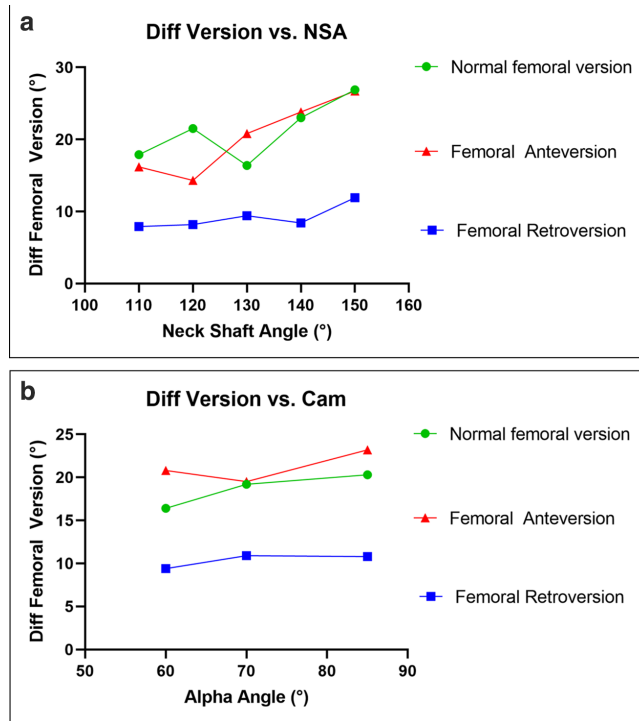 a
Diff Version vs. NSA
Diff Femoral Version (°)
30
20
10
0
100 110 120 130 140 150 160
Neck Shaft Angle (°)
Normal femoral version
Femoral Anteversion
Femoral Retroversion
b
Diff Version vs. Cam
Diff Femoral Version (°)
25
20
15
10
5
0
50 60 70 80 90
Alpha Angle (°)
Normal femoral version
Femoral Anteversion
Femoral Retroversion